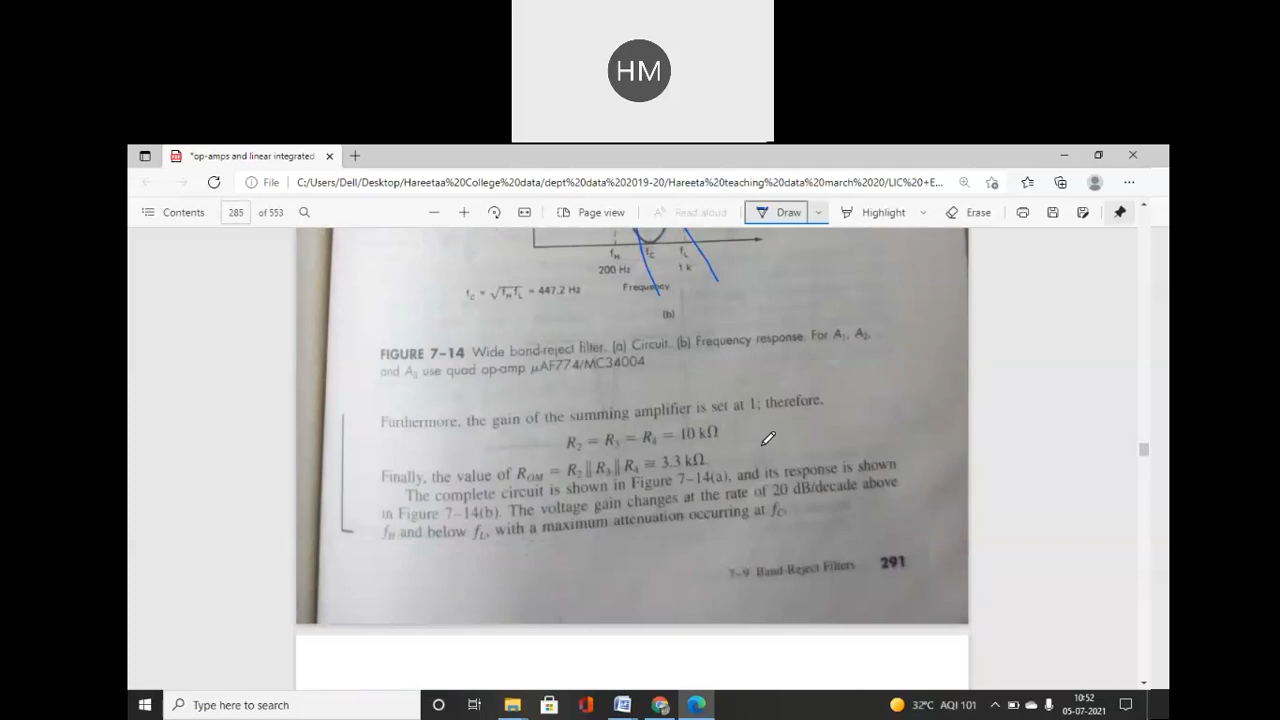 HM
*op-amps and linear integrated
File C:/Users/Dell/Desktop/Hareetaa%20College%20data/dept%20data%202019-20/Hareeta%20teaching%20data%20march%2020/LIC%20+E...
Contents 285 of 553 Page view Read aloud Draw Highlight Erase
fH fC fL
200 Hz 1 k
fC = √fH fL = 447.2 Hz Frequency
(b)
FIGURE 7–14 Wide band-reject filter. (a) Circuit. (b) Frequency response. For A1, A2,
and A3 use quad op-amp μAF774/MC34004
Furthermore, the gain of the summing amplifier is set at 1; therefore,
R2 = R3 = R4 = 10 kΩ
Finally, the value of ROM = R2 || R3 || R4 ≅ 3.3 kΩ.
The complete circuit is shown in Figure 7–14(a), and its response is shown
in Figure 7–14(b). The voltage gain changes at the rate of 20 dB/decade above
fH and below fL, with a maximum attenuation occurring at fC.
7–9 Band-Reject Filters 291
Type here to search
32°C AQI 101
10:52
05-07-2021